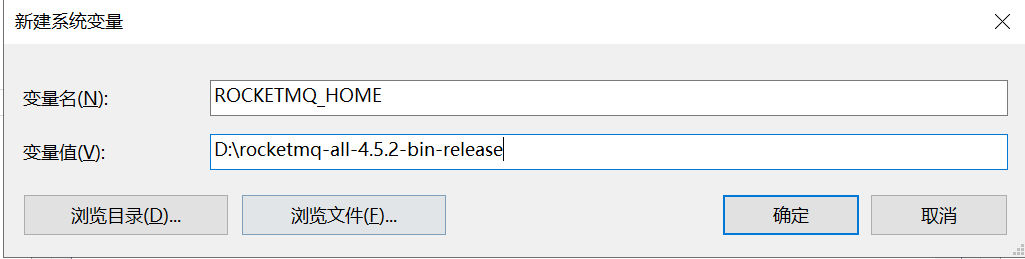 新建系统变量
变量名(N):
ROCKETMQ_HOME
变量值(V):
D:\rocketmq-all-4.5.2-bin-release
浏览目录(D)...
浏览文件(F)...
确定
取消